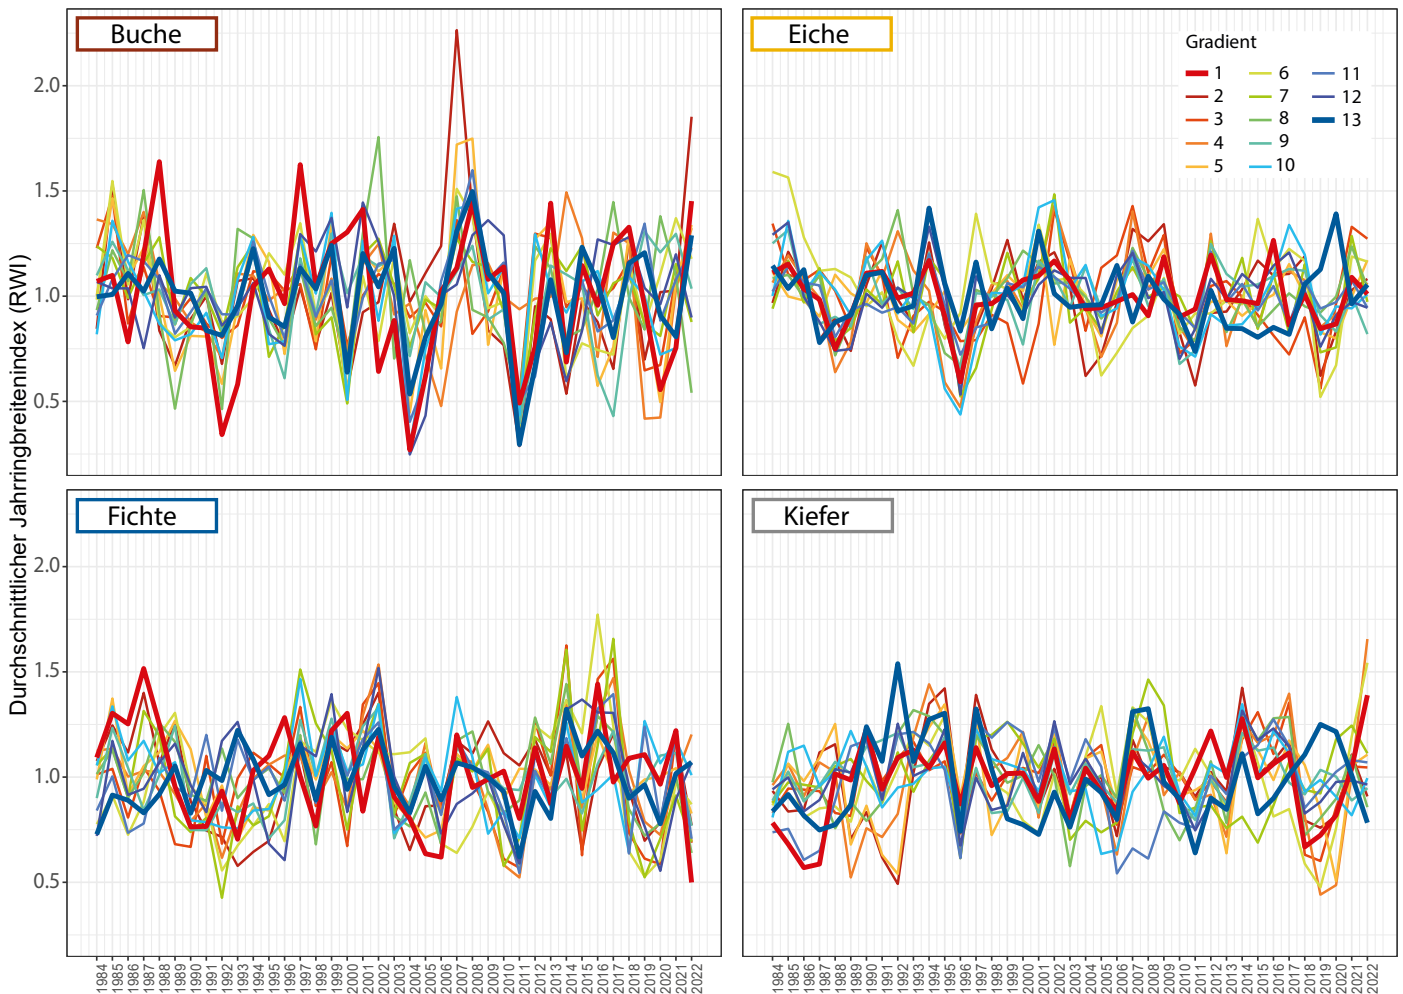 Buche
Eiche
Gradient
1 6 11
2 7 12
3 8 13
4 9
5 10
Durchschnittlicher Jahrringbreitenindex (RWI)
2.0
1.5
1.0
0.5
Fichte
Kiefer
2.0
1.5
1.0
0.5
1984 1985 1986 1987 1988 1989 1990 1991 1992 1993 1994 1995 1996 1997 1998 1999 2000 2001 2002 2003 2004 2005 2006 2007 2008 2009 2010 2011 2012 2013 2014 2015 2016 2017 2018 2019 2020 2021 2022
1984 1985 1986 1987 1988 1989 1990 1991 1992 1993 1994 1995 1996 1997 1998 1999 2000 2001 2002 2003 2004 2005 2006 2007 2008 2009 2010 2011 2012 2013 2014 2015 2016 2017 2018 2019 2020 2021 2022